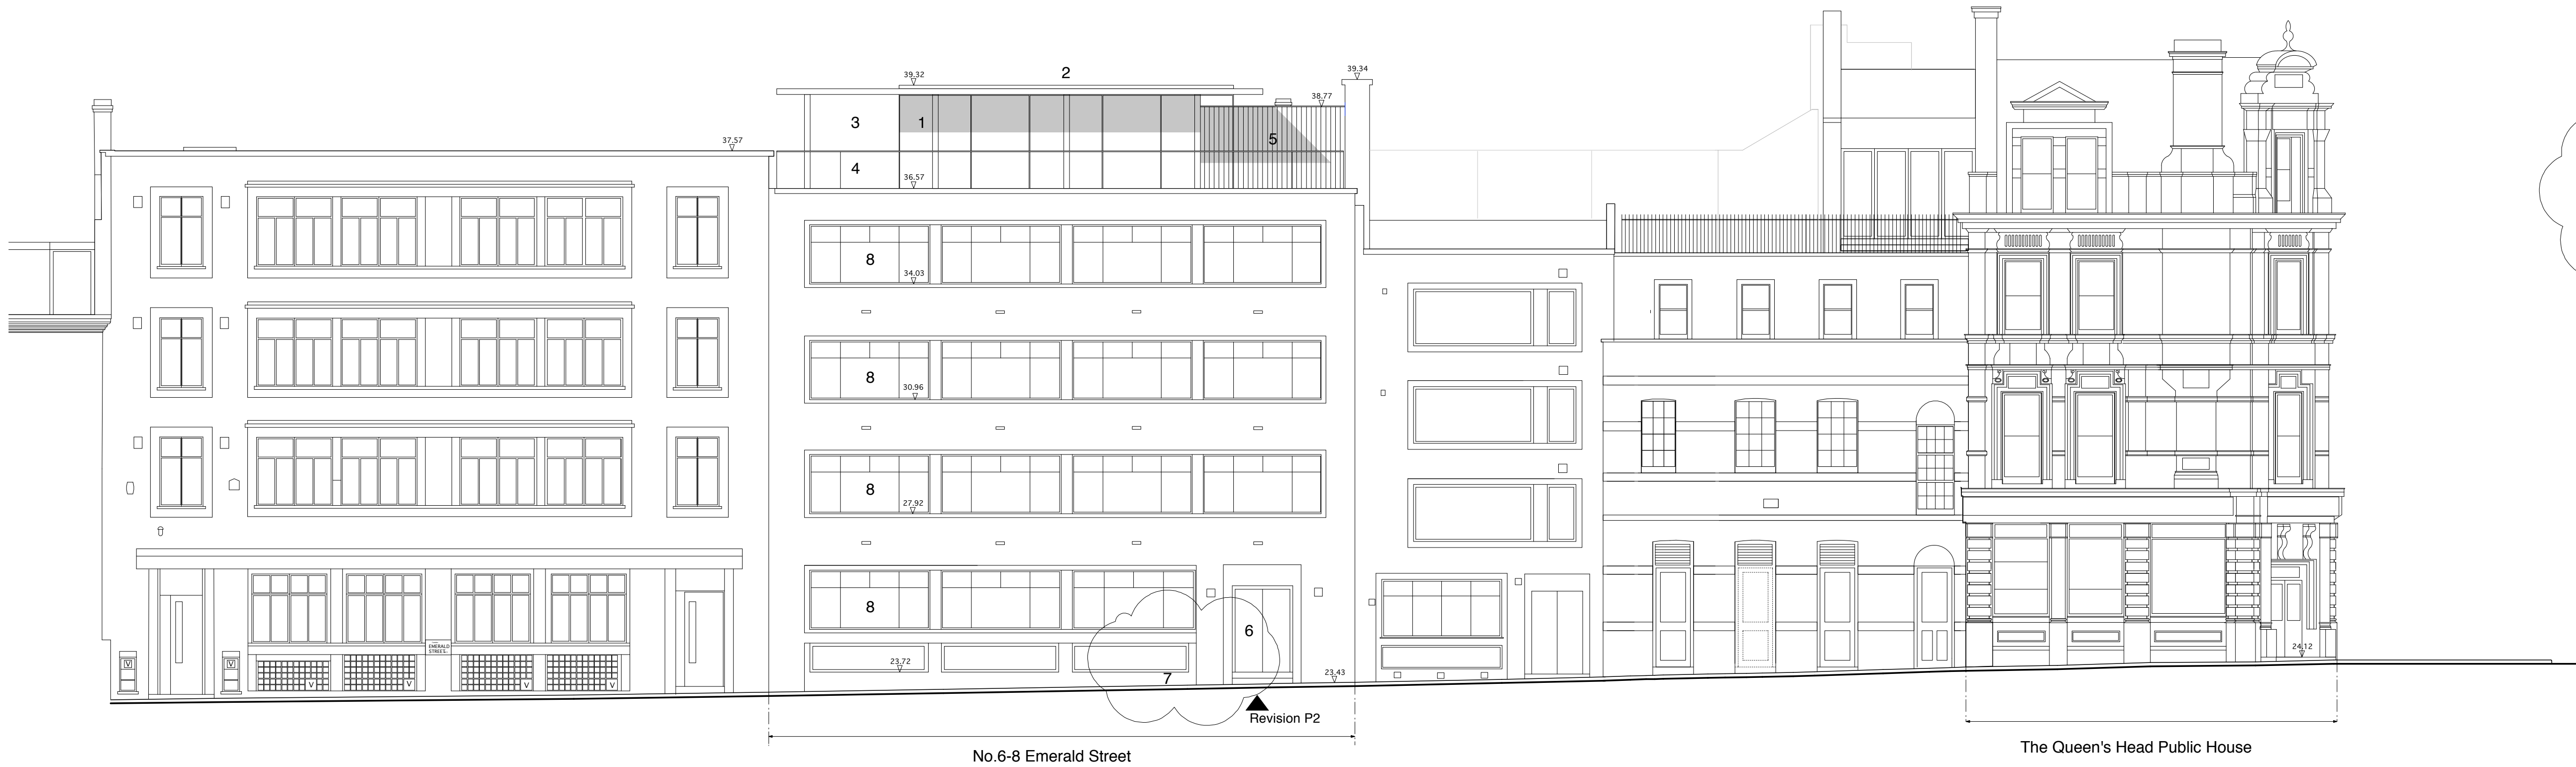 2
39.34
39.32
38.77
3
1
5
37.57
4
36.57
8
34.03
8
30.96
8
27.92
8
6
EMERALD
V
V
23.72
7
23.43
24.12
V
V
V
V
Revision P2
No.6-8 Emerald Street
The Queen's Head Public House